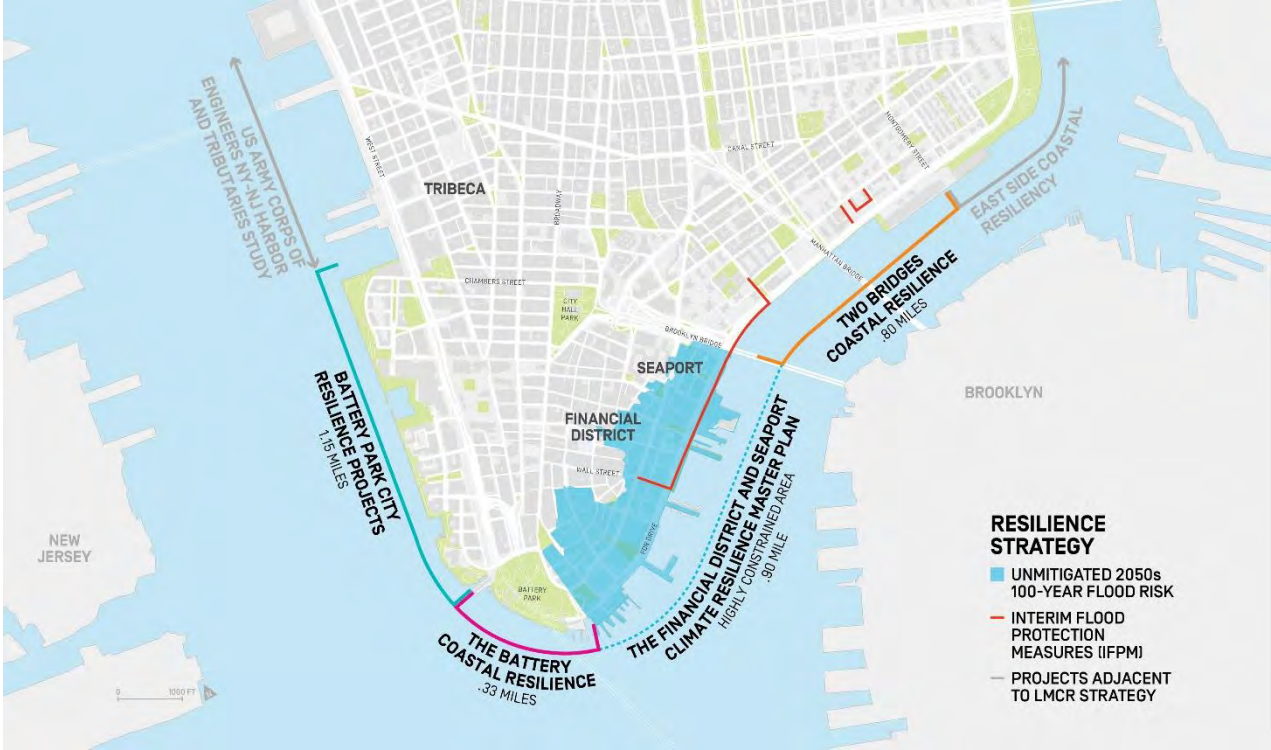 US ARMY CORPS OF
ENGINEERS NY-NJ HARBOR
AND TRIBUTARIES STUDY
WEST STREET
TRIBECA
BROADWAY
CANAL STREET
MONTGOMERY STREET
EAST SIDE COASTAL
RESILIENCY
MANHATTAN BRIDGE
TWO BRIDGES
COASTAL RESILIENCE
.80 MILES
CHAMBERS STREET
CITY
HALL
PARK
BROOKLYN BRIDGE
SEAPORT
FINANCIAL
DISTRICT
WALL STREET
FDR DRIVE
BROOKLYN
NEW
JERSEY
BATTERY PARK CITY
RESILIENCE PROJECTS
1.15 MILES
BATTERY
PARK
THE BATTERY
COASTAL RESILIENCE
.33 MILES
THE FINANCIAL DISTRICT AND SEAPORT
CLIMATE RESILIENCE MASTER PLAN
HIGHLY CONSTRAINED AREA
.90 MILE
RESILIENCE
STRATEGY
UNMITIGATED 2050s
100-YEAR FLOOD RISK
INTERIM FLOOD
PROTECTION
MEASURES (IFPM)
PROJECTS ADJACENT
TO LMCR STRATEGY
0 1000 FT